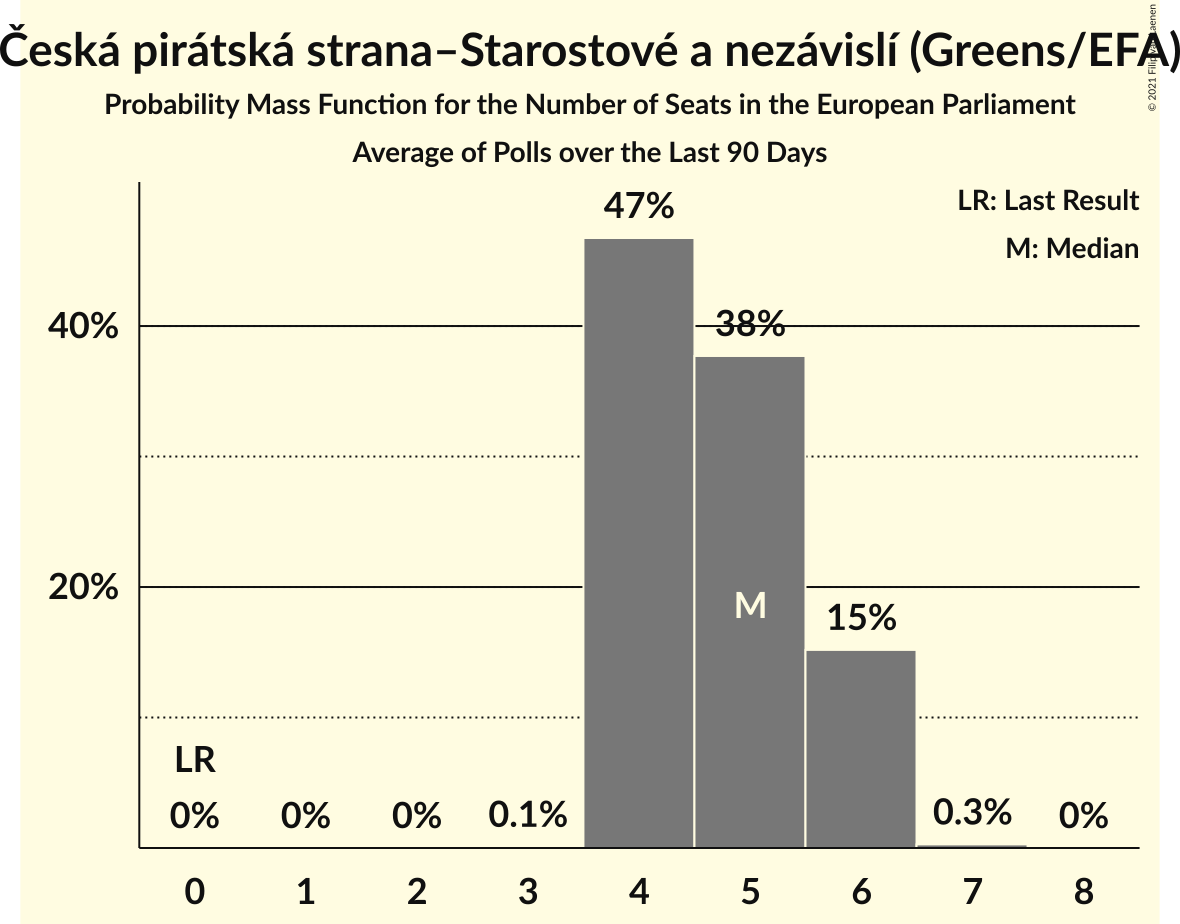 Česká pirátská strana–Starostové a nezávislí (Greens/EFA)
Probability Mass Function for the Number of Seats in the European Parliament
Average of Polls over the Last 90 Days
© 2021 Filip
LR: Last Result
M: Median
47%
40%
38%
20%
M
15%
LR
0%
0%
0%
0.1%
0.3%
0%
0 1 2 3 4 5 6 7 8